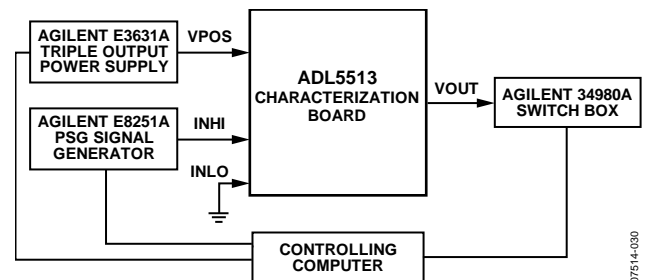 AGILENT E3631A
TRIPLE OUTPUT
POWER SUPPLY
VPOS
AGILENT E8251A
PSG SIGNAL
GENERATOR
INHI
INLO
ADL5513
CHARACTERIZATION
BOARD
VOUT
AGILENT 34980A
SWITCH BOX
CONTROLLING
COMPUTER
07514-030